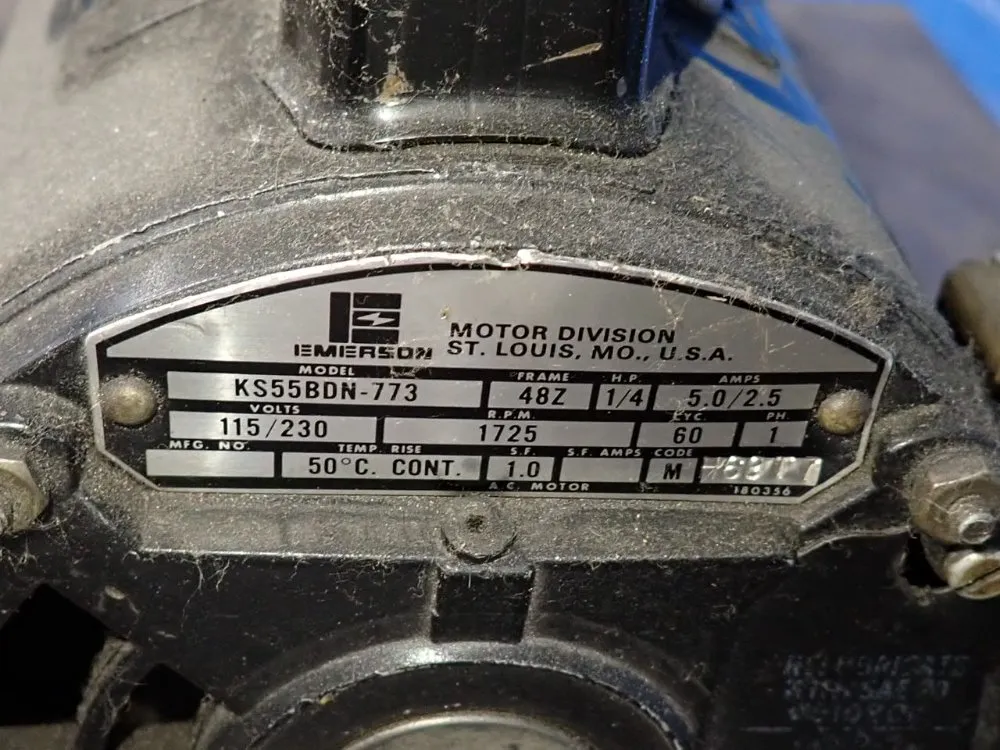 EMERSON
MOTOR DIVISION
ST. LOUIS, MO., U.S.A.
MODEL FRAME H.P. AMPS
KS55BDN-773 48Z 1/4 5.0/2.5
VOLTS R.P.M. CYC. PH.
115/230 1725 60 1
MFG. NO. TEMP. RISE S.F. S.F. AMPS CODE
50°C. CONT. 1.0 M
A.C. MOTOR 180356